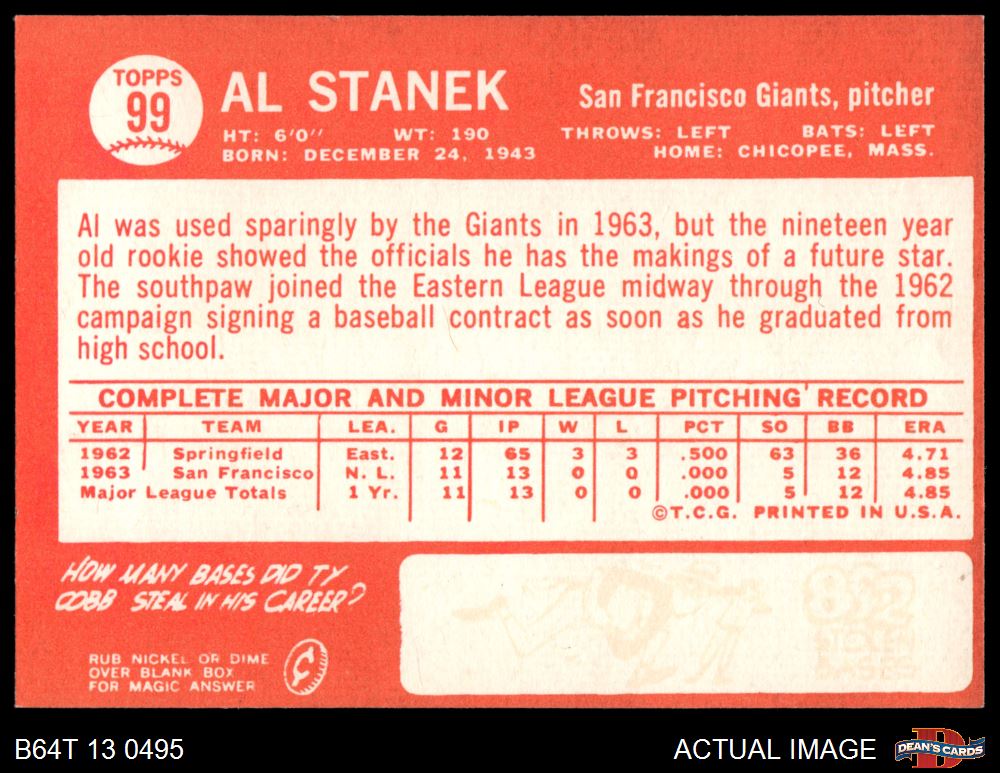 TOPPS
99
AL STANEK
San Francisco Giants, pitcher
HT: 6'0" WT: 190
THROWS: LEFT BATS: LEFT
BORN: DECEMBER 24, 1943
HOME: CHICOPEE, MASS.
Al was used sparingly by the Giants in 1963, but the nineteen year
old rookie showed the officials he has the makings of a future star.
The southpaw joined the Eastern League midway through the 1962
campaign signing a baseball contract as soon as he graduated from
high school.
COMPLETE MAJOR AND MINOR LEAGUE PITCHING RECORD
YEAR TEAM LEA. G IP W L PCT SO BB ERA
1962 Springfield East. 12 65 3 3 .500 63 36 4.71
1963 San Francisco N. L. 11 13 0 0 .000 5 12 4.85
Major League Totals 1 Yr. 11 13 0 0 .000 5 12 4.85
©T.C.G. PRINTED IN U.S.A.
HOW MANY BASES DID TY
COBB STEAL IN HIS CAREER?
RUB NICKEL OR DIME
OVER BLANK BOX
FOR MAGIC ANSWER
892
STOLEN
BASES
B64T 13 0495
ACTUAL IMAGE
DEAN'S CARDS